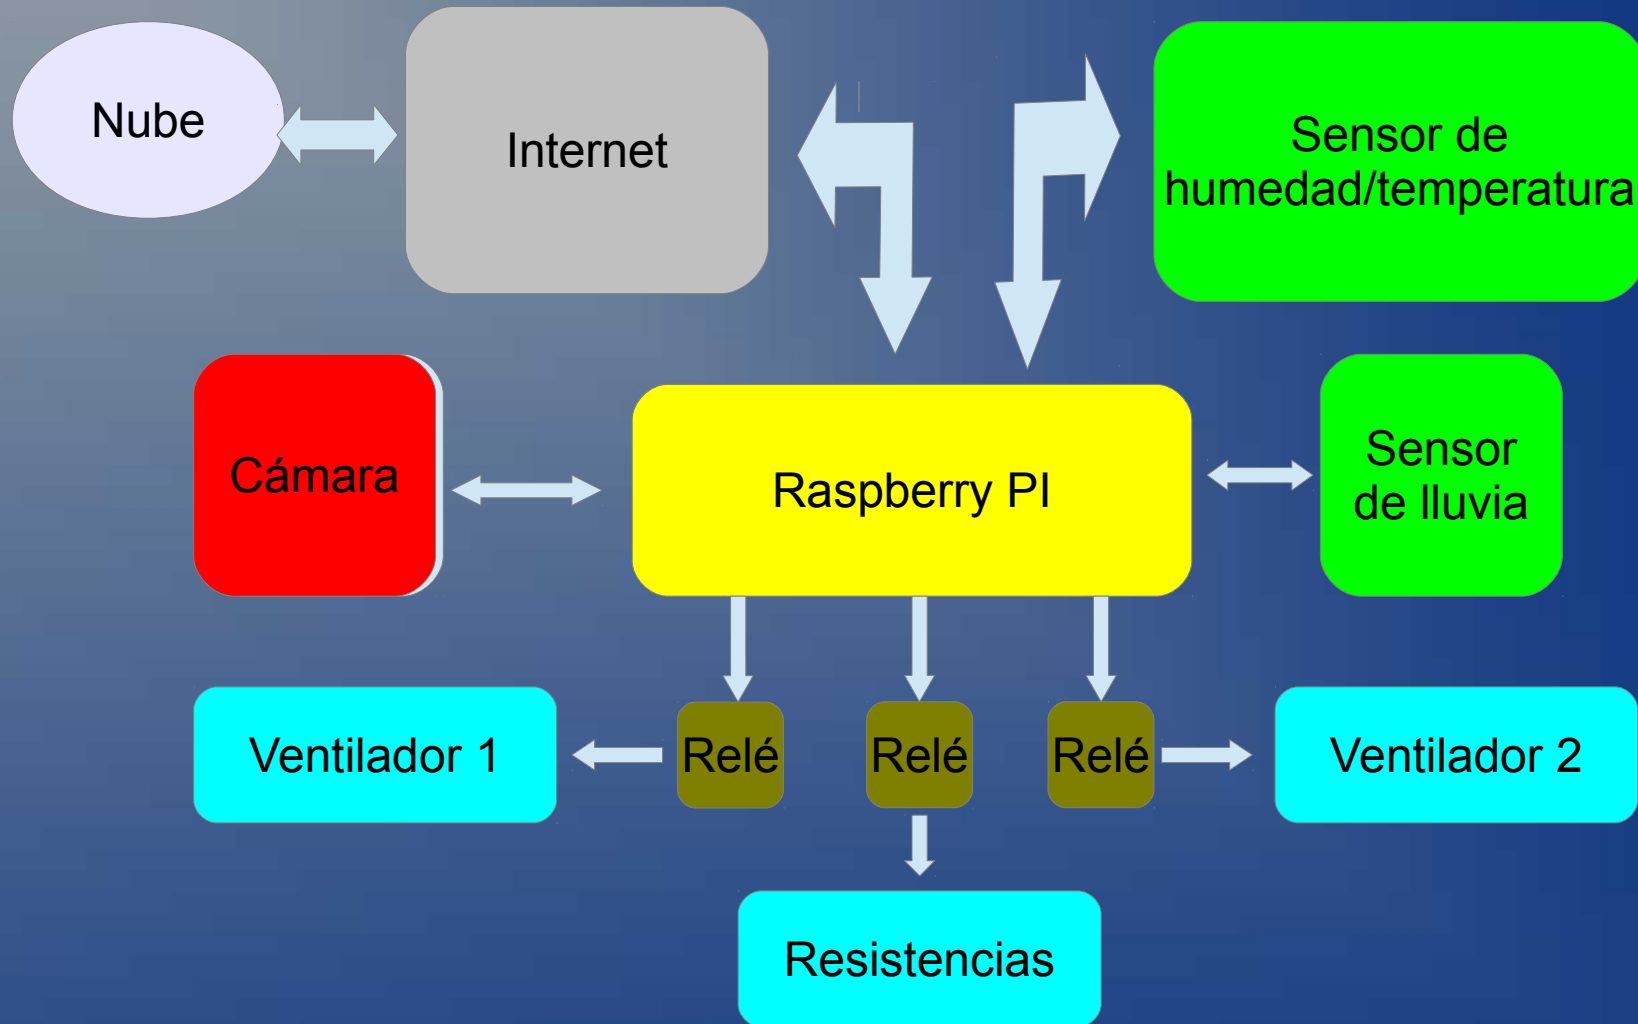 Nube
Internet
Sensor de
humedad/temperatura
Cámara
Raspberry PI
Sensor
de lluvia
Ventilador 1
Relé
Relé
Relé
Ventilador 2
Resistencias